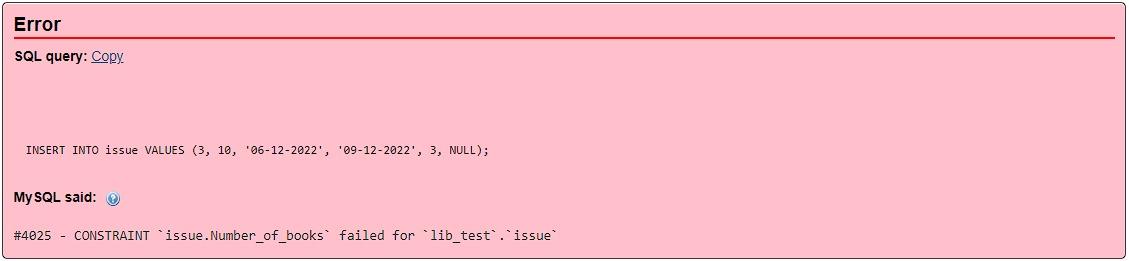 Error
SQL query: Copy
INSERT INTO issue VALUES (3, 10, '06-12-2022', '09-12-2022', 3, NULL);
MySQL said:
#4025 - CONSTRAINT `issue.Number_of_books` failed for `lib_test`.`issue`